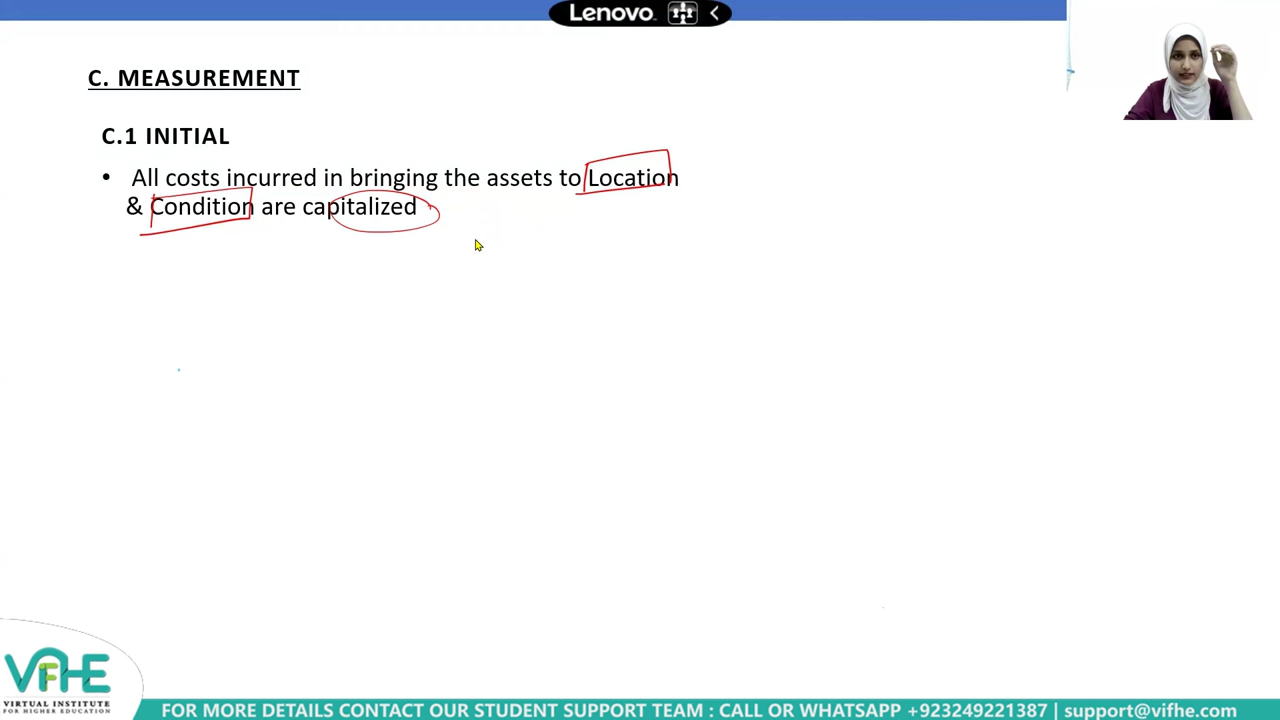 Lenovo
C. MEASUREMENT
C.1 INITIAL
• All costs incurred in bringing the assets to Location
& Condition are capitalized
VFHE
VIRTUAL INSTITUTE
FOR HIGHER EDUCATION
FOR MORE DETAILS CONTACT OUR STUDENT SUPPORT TEAM : CALL OR WHATSAPP +923249221387 | support@vifhe.com